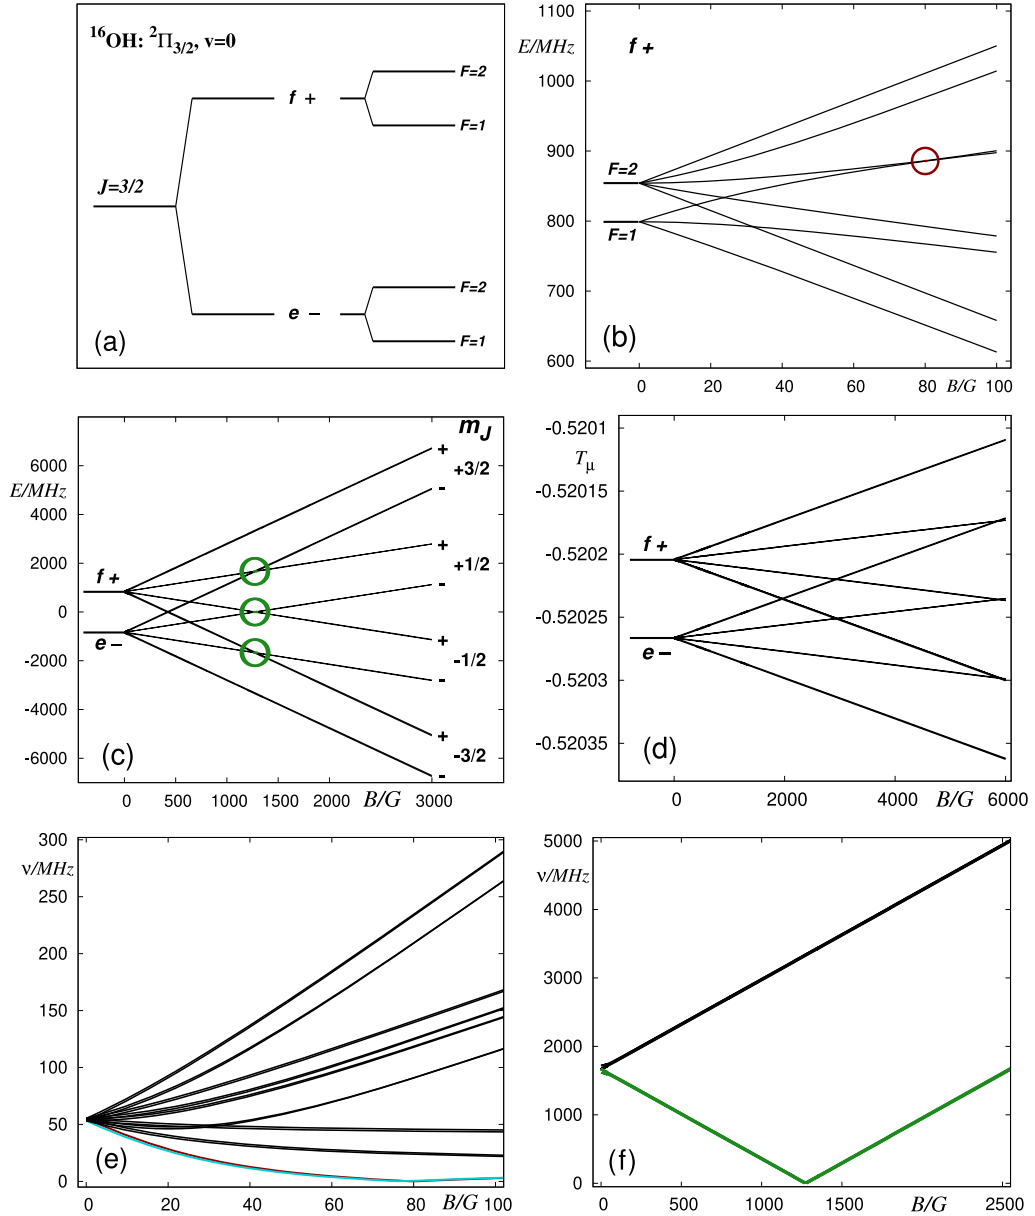 16OH: 2Π3/2, v=0
f +
F=2
F=1
J=3/2
e −
F=2
F=1
(a)
1100
E/MHz
f +
1000
900
F=2
800
F=1
700
(b)
600
0 20 40 60 80 B/G 100
mJ
6000
E/MHz
4000
2000
0
-2000
-4000
-6000
f +
e −
+
+3/2
-
+
+1/2
-
+
-1/2
-
+
-3/2
-
(c)
0 500 1000 1500 2000 B/G 3000
-0.5201
Tμ
-0.52015
-0.5202
-0.52025
-0.5203
-0.52035
f +
e −
(d)
0 2000 4000 B/G 6000
300
ν/MHz
250
200
150
100
50
0
(e)
0 20 40 60 80 B/G 100
5000
ν/MHz
4000
3000
2000
1000
0
(f)
0 500 1000 1500 B/G 2500